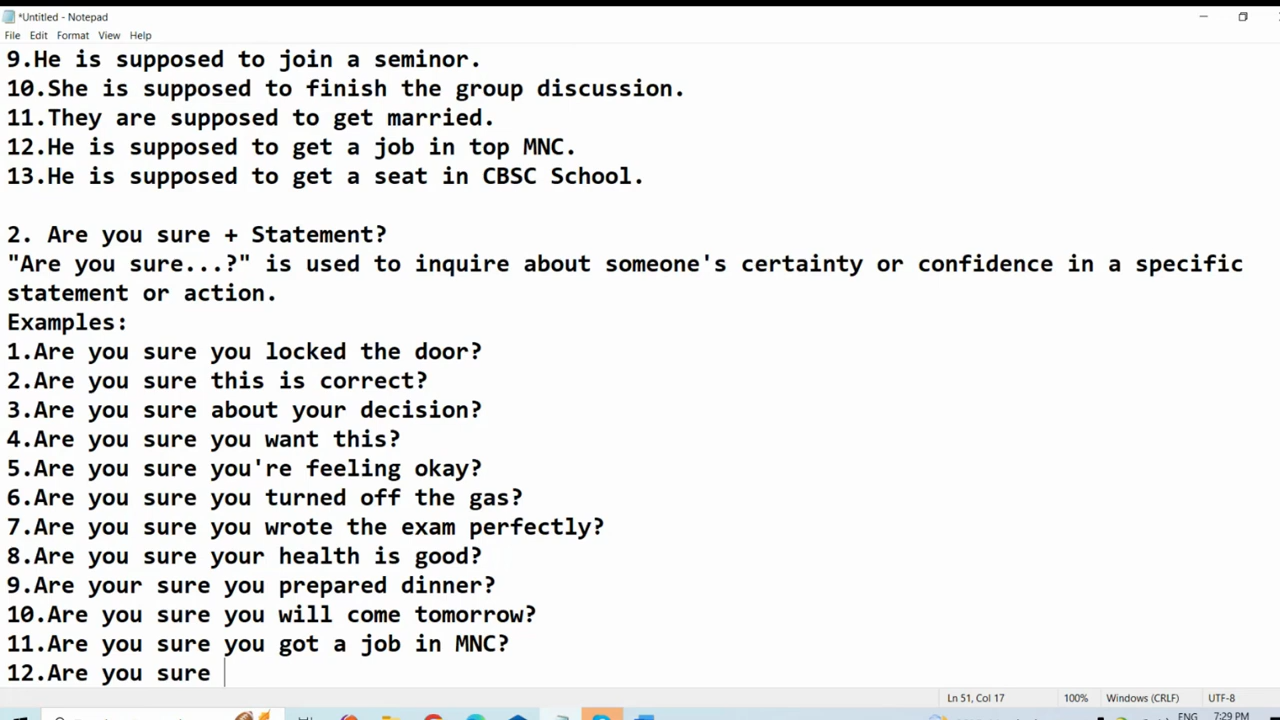 *Untitled - Notepad
File Edit Format View Help
9.He is supposed to join a seminor.
10.She is supposed to finish the group discussion.
11.They are supposed to get married.
12.He is supposed to get a job in top MNC.
13.He is supposed to get a seat in CBSC School.
2. Are you sure + Statement?
"Are you sure...?" is used to inquire about someone's certainty or confidence in a specific
statement or action.
Examples:
1.Are you sure you locked the door?
2.Are you sure this is correct?
3.Are you sure about your decision?
4.Are you sure you want this?
5.Are you sure you're feeling okay?
6.Are you sure you turned off the gas?
7.Are you sure you wrote the exam perfectly?
8.Are you sure your health is good?
9.Are your sure you prepared dinner?
10.Are you sure you will come tomorrow?
11.Are you sure you got a job in MNC?
12.Are you sure
Ln 51, Col 17 100% Windows (CRLF) UTF-8
ENG 7:29 PM